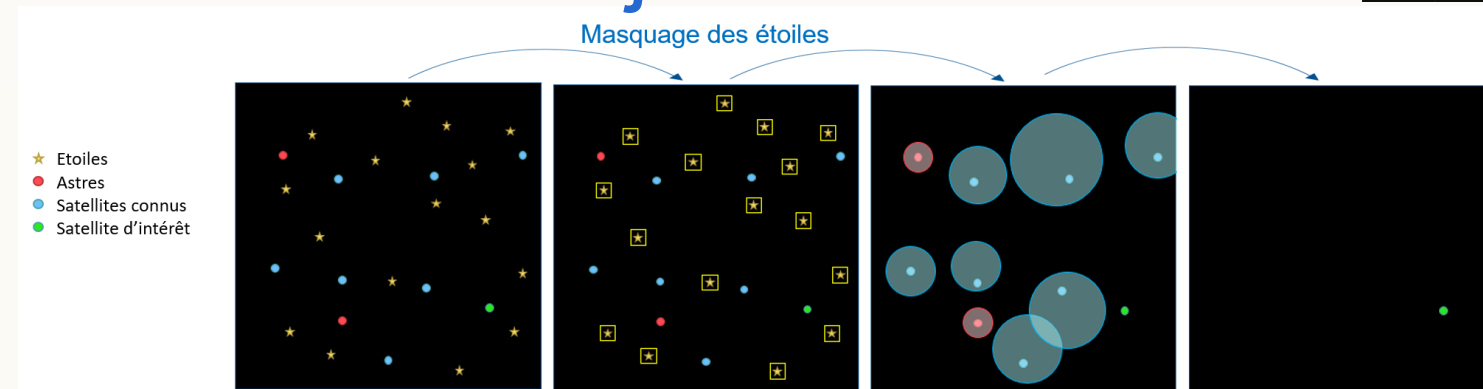 Masquage des étoiles
Etoiles
Astres
Satellites connus
Satellite d'intérêt